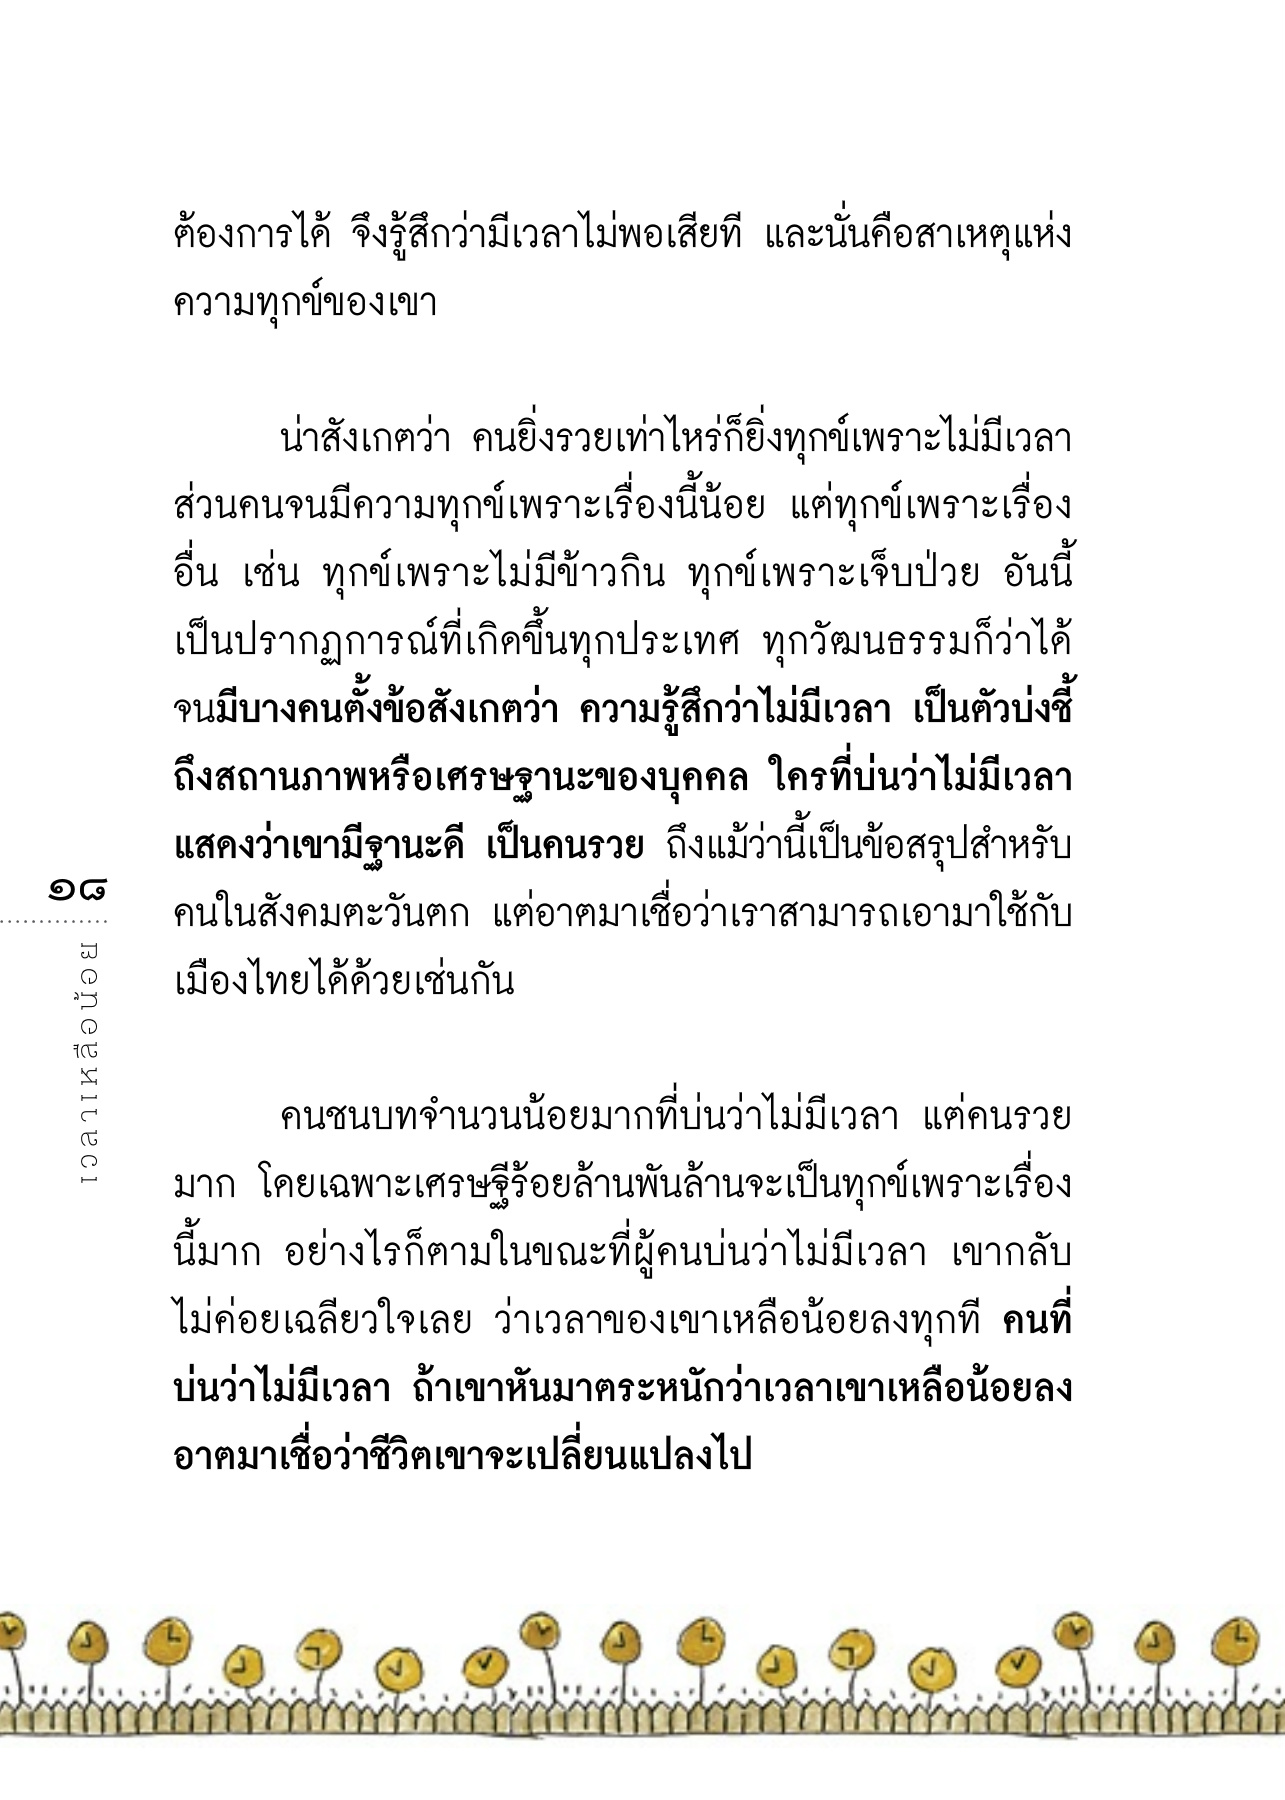 ต้องการได้ จึงรู้สึกว่ามีเวลาไม่พอเสียที และนั่นคือสาเหตุแห่ง
ความทุกข์ของเขา
น่าสังเกตว่า คนยิ่งรวยเท่าไหร่ก็ยิ่งทุกข์เพราะไม่มีเวลา
ส่วนคนจนมีความทุกข์เพราะเรื่องนี้น้อย แต่ทุกข์เพราะเรื่อง
อื่น เช่น ทุกข์เพราะไม่มีข้าวกิน ทุกข์เพราะเจ็บป่วย อันนี้
เป็นปรากฏการณ์ที่เกิดขึ้นทุกประเทศ ทุกวัฒนธรรมก็ว่าได้
จนมีบางคนตั้งข้อสังเกตว่า ความรู้สึกว่าไม่มีเวลา เป็นตัวบ่งชี้
ถึงสถานภาพหรือเศรษฐานะของบุคคล ใครที่บ่นว่าไม่มีเวลา
แสดงว่าเขามีฐานะดี เป็นคนรวย ถึงแม้ว่านี้เป็นข้อสรุปสำหรับ
คนในสังคมตะวันตก แต่อาตมาเชื่อว่าเราสามารถเอามาใช้กับ
เมืองไทยได้ด้วยเช่นกัน
คนชนบทจำนวนน้อยมากที่บ่นว่าไม่มีเวลา แต่คนรวย
มาก โดยเฉพาะเศรษฐีร้อยล้านพันล้านจะเป็นทุกข์เพราะเรื่อง
นี้มาก อย่างไรก็ตามในขณะที่ผู้คนบ่นว่าไม่มีเวลา เขากลับ
ไม่ค่อยเฉลียวใจเลย ว่าเวลาของเขาเหลือน้อยลงทุกที คนที่
บ่นว่าไม่มีเวลา ถ้าเขาหันมาตระหนักว่าเวลาเขาเหลือน้อยลง
อาตมาเชื่อว่าชีวิตเขาจะเปลี่ยนแปลงไป
๑๘
เวลาเหลือน้อย